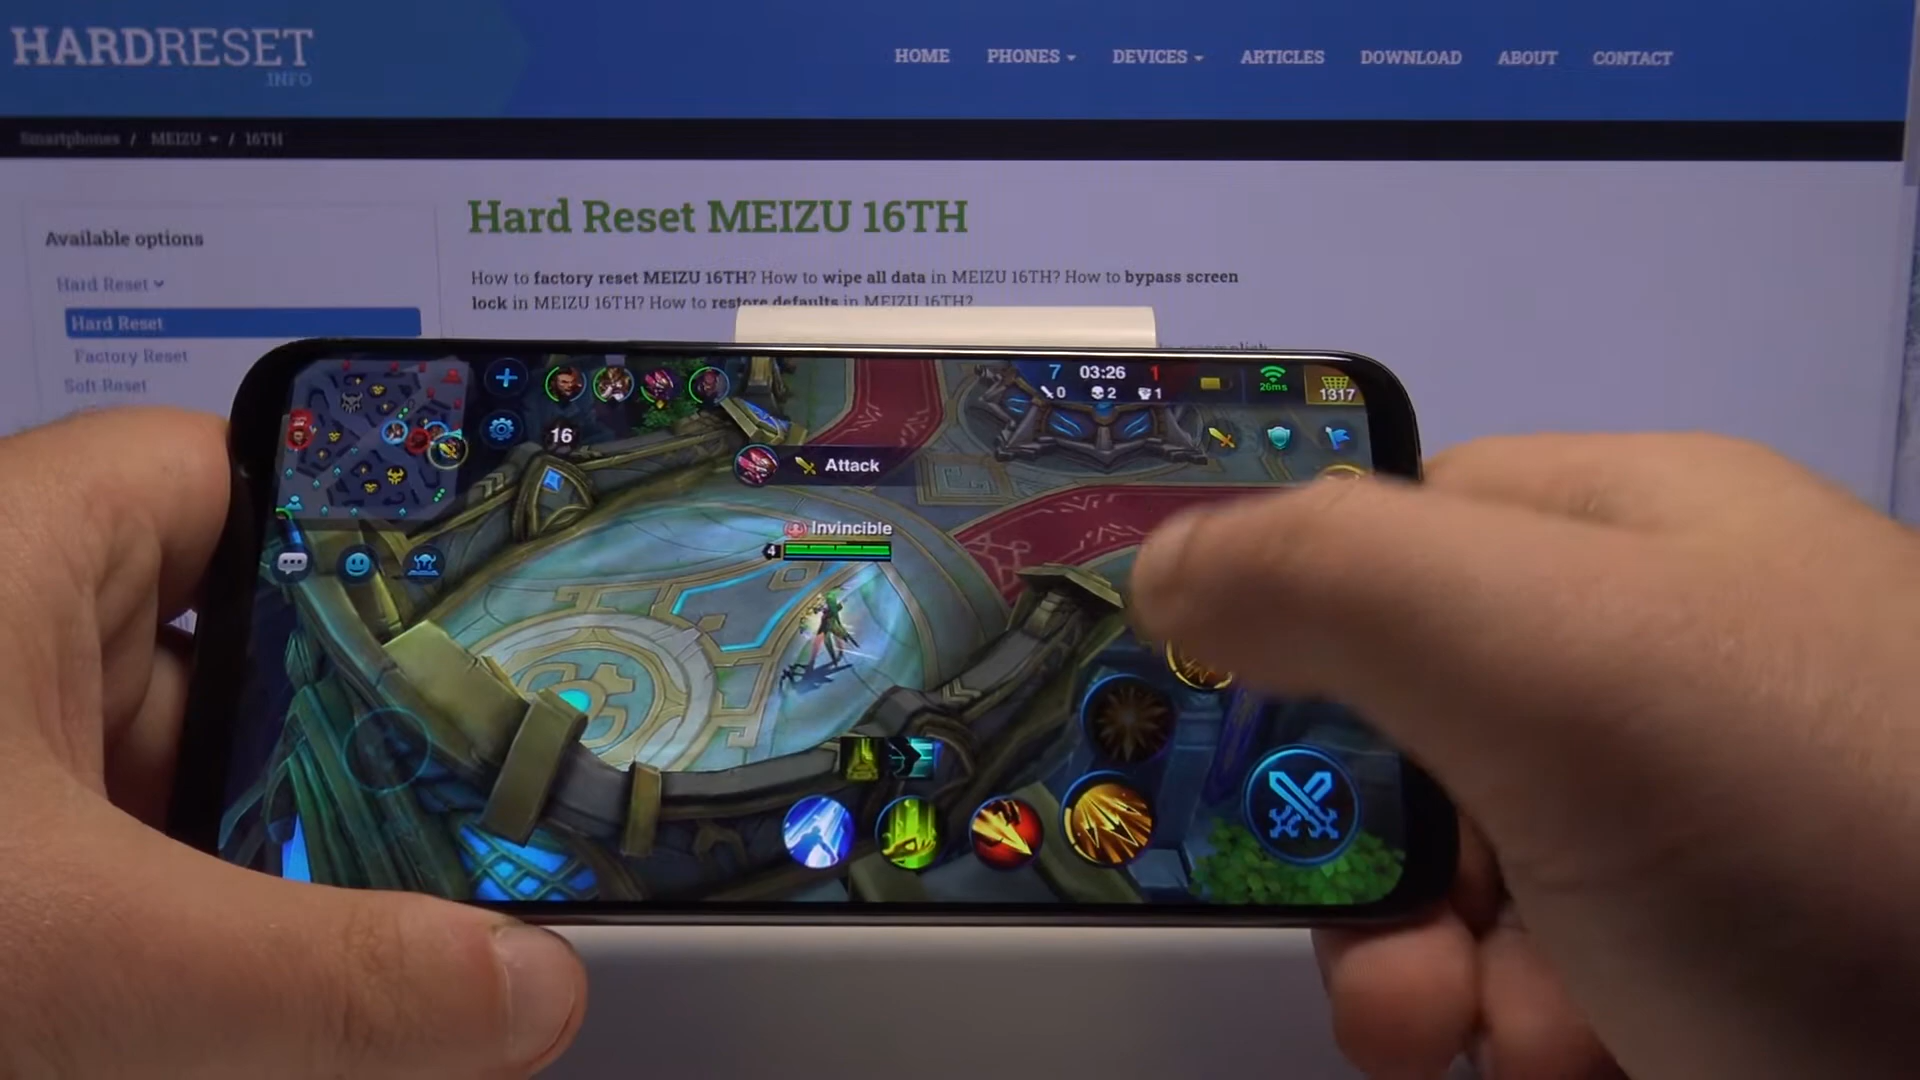 HARDRESET
INFO
HOME PHONES DEVICES ARTICLES DOWNLOAD ABOUT CONTACT
Smartphones / MEIZU / 16TH
Available options
Hard Reset
Hard Reset
Factory Reset
Soft Reset
Hard Reset MEIZU 16TH
How to factory reset MEIZU 16TH? How to wipe all data in MEIZU 16TH? How to bypass screen
lock in MEIZU 16TH? How to restore defaults in MEIZU 16TH?
7 03:26 1
0 2 1
26ms
1317
16
Attack
Invincible
4